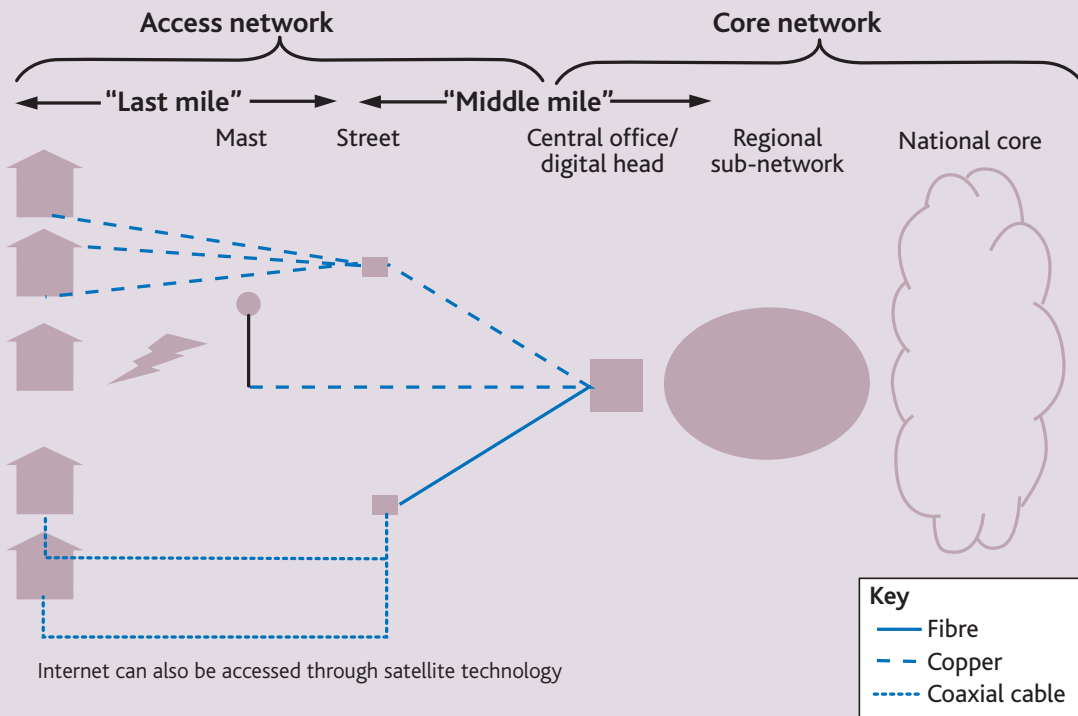 Access network
Core network
“Last mile”
“Middle mile”
Mast
Street
Central office/
digital head
Regional
sub-network
National core
Internet can also be accessed through satellite technology
Key
Fibre
Copper
Coaxial cable